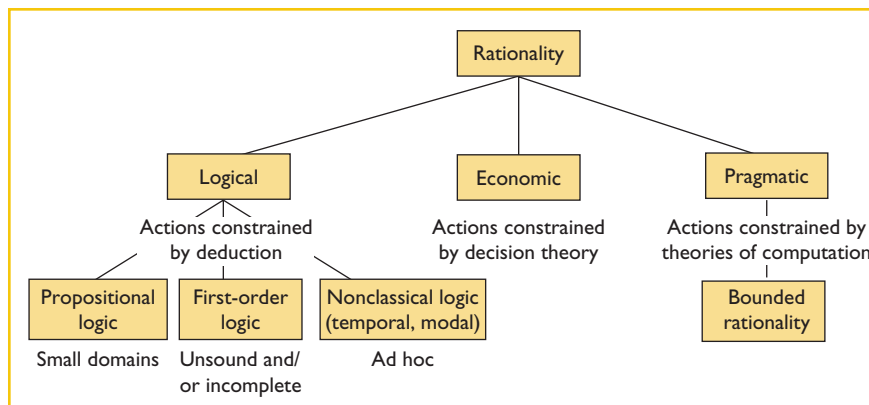 Rationality
Logical
Economic
Pragmatic
Actions constrained
by deduction
Actions constrained
by decision theory
Actions constrained by
theories of computation
Propositional
logic
First-order
logic
Nonclassical logic
(temporal, modal)
Bounded
rationality
Small domains
Unsound and/
or incomplete
Ad hoc